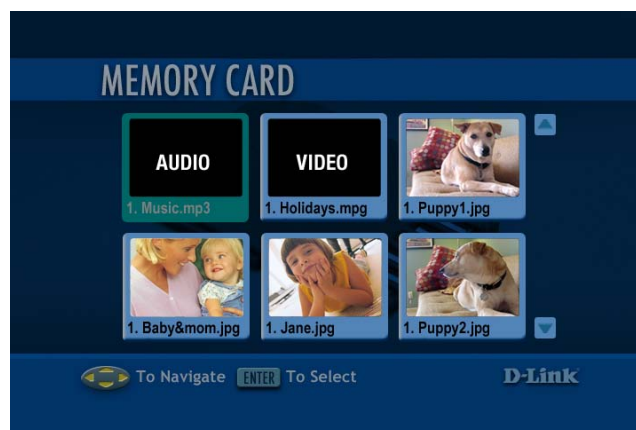 MEMORY CARD
AUDIO
VIDEO
1. Music.mp3
1. Holidays.mpg
1. Puppy1.jpg
1. Baby&mom.jpg
1. Jane.jpg
1. Puppy2.jpg
To Navigate ENTER To Select
D-Link